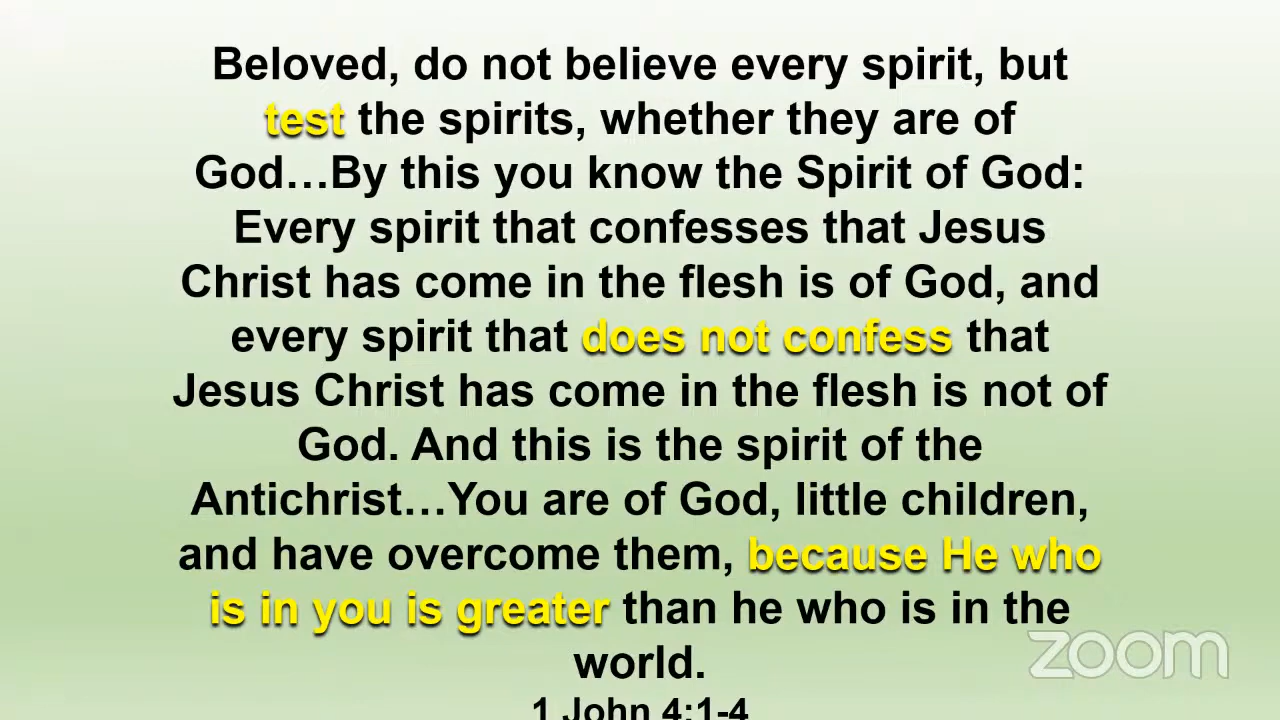 Beloved, do not believe every spirit, but
test the spirits, whether they are of
God…By this you know the Spirit of God:
Every spirit that confesses that Jesus
Christ has come in the flesh is of God, and
every spirit that does not confess that
Jesus Christ has come in the flesh is not of
God. And this is the spirit of the
Antichrist…You are of God, little children,
and have overcome them, because He who
is in you is greater than he who is in the
world.
1 John 4:1-4
zoom